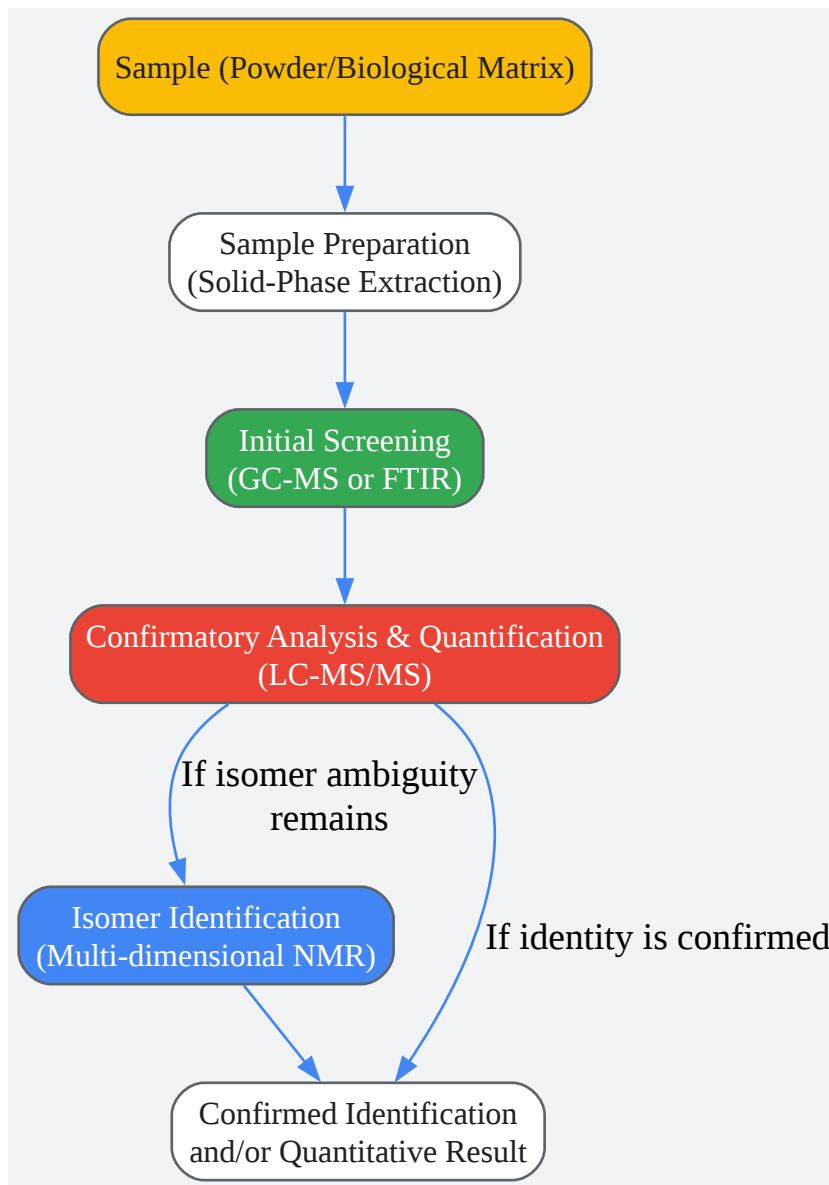 Sample (Powder/Biological Matrix)
Sample Preparation
(Solid-Phase Extraction)
Initial Screening
(GC-MS or FTIR)
Confirmatory Analysis & Quantification
(LC-MS/MS)
If isomer ambiguity
remains
Isomer Identification
(Multi-dimensional NMR)
If identity is confirmed
Confirmed Identification
and/or Quantitative Result